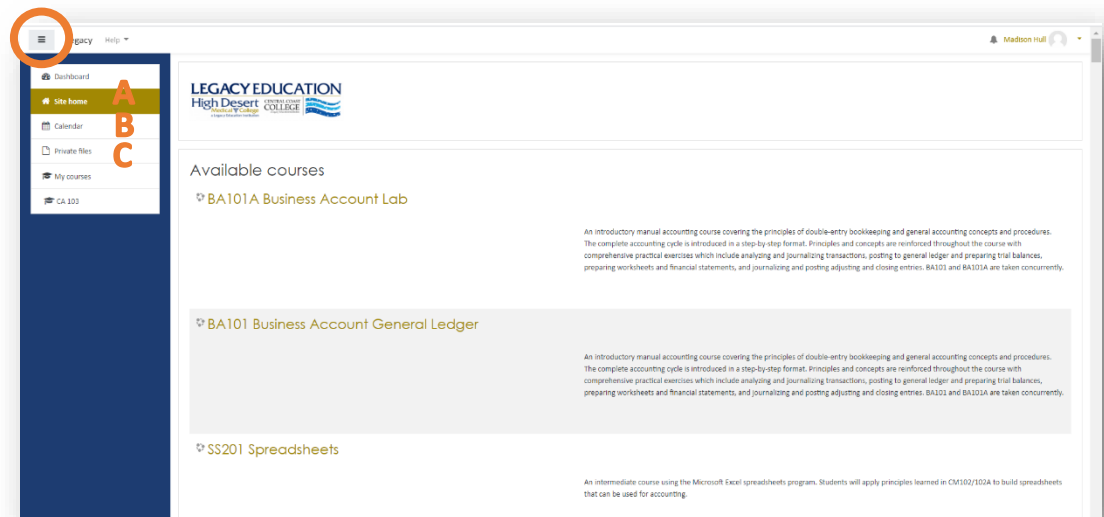 Legacy Help
Madison Hull
Dashboard
A
Site home
B
Calendar
C
Private files
My courses
CA 103
LEGACY EDUCATION
High Desert
Medical College
CENTRAL COAST
COLLEGE
Available courses
BA101A Business Account Lab
An introductory manual accounting course covering the principles of double-entry bookkeeping and general accounting concepts and procedures.
The complete accounting cycle is introduced in a step-by-step format. Principles and concepts are reinforced throughout the course with
comprehensive practical exercises which include analyzing and journalizing transactions, posting to general ledger and preparing trial balances,
preparing worksheets and financial statements, and journalizing and posting adjusting and closing entries. BA101 and BA101A are taken concurrently.
BA101 Business Account General Ledger
An introductory manual accounting course covering the principles of double-entry bookkeeping and general accounting concepts and procedures.
The complete accounting cycle is introduced in a step-by-step format. Principles and concepts are reinforced throughout the course with
comprehensive practical exercises which include analyzing and journalizing transactions, posting to general ledger and preparing trial balances,
preparing worksheets and financial statements, and journalizing and posting adjusting and closing entries. BA101 and BA101A are taken concurrently.
SS201 Spreadsheets
An intermediate course using the Microsoft Excel spreadsheets program. Students will apply principles learned in CM102/102A to build spreadsheets
that can be used for accounting.